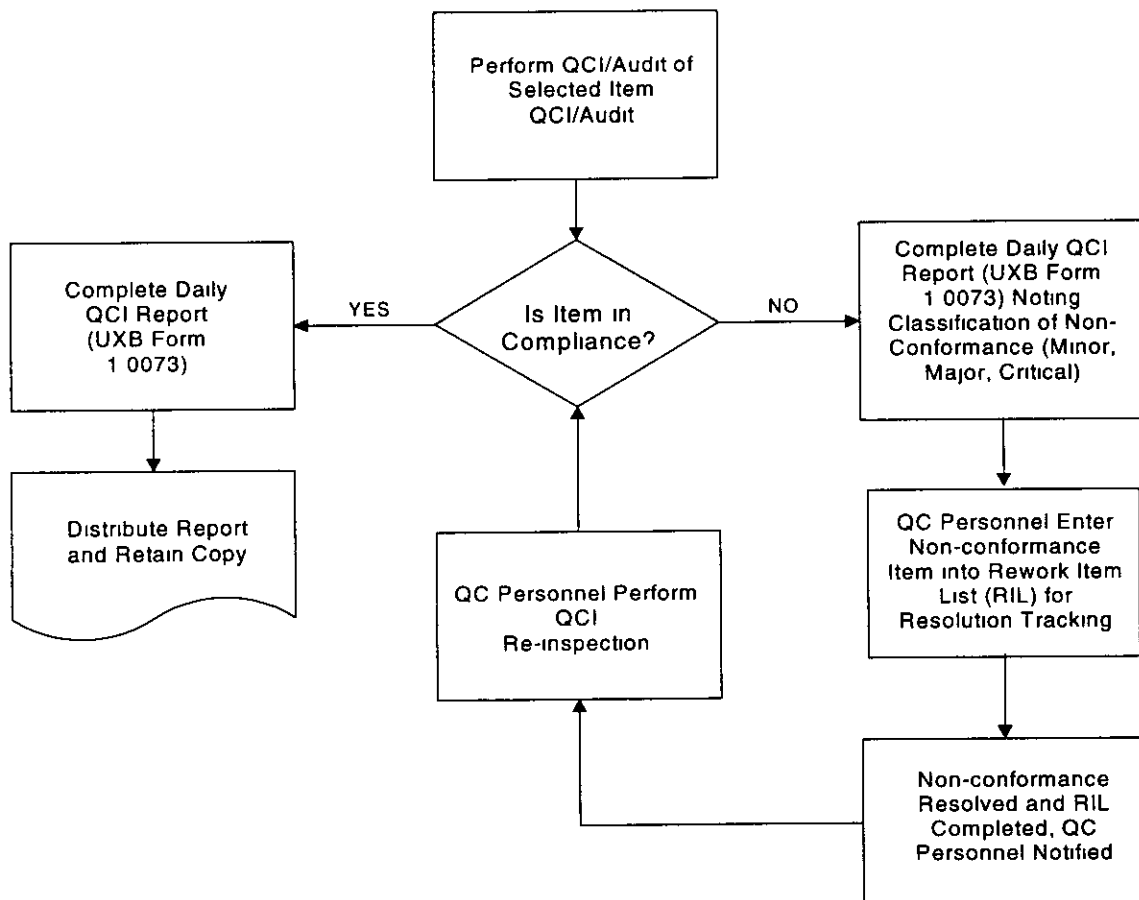 Perform QCI/Audit of
Selected Item
QCI/Audit
Complete Daily
QCI Report
(UXB Form
1 0073)
YES
Is Item in
Compliance?
NO
Complete Daily QCI
Report (UXB Form
1 0073) Noting
Classification of Non-
Conformance (Minor,
Major, Critical)
Distribute Report
and Retain Copy
QC Personnel Perform
QCI
Re-inspection
QC Personnel Enter
Non-conformance
Item into Rework Item
List (RIL) for
Resolution Tracking
Non-conformance
Resolved and RIL
Completed, QC
Personnel Notified